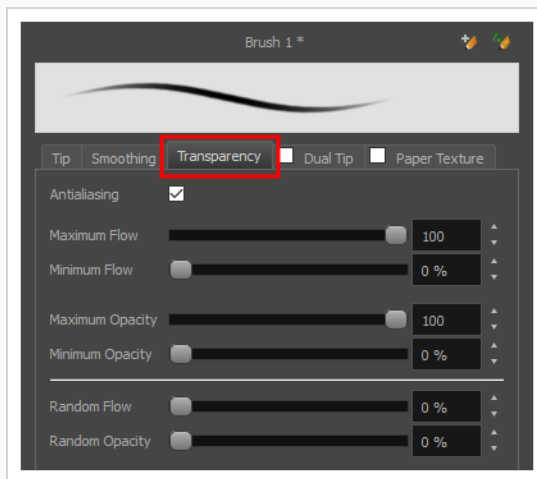 Brush 1 *
Tip Smoothing Transparency Dual Tip Paper Texture
Antialiasing
Maximum Flow 100
Minimum Flow 0 %
Maximum Opacity 100
Minimum Opacity 0 %
Random Flow 0 %
Random Opacity 0 %